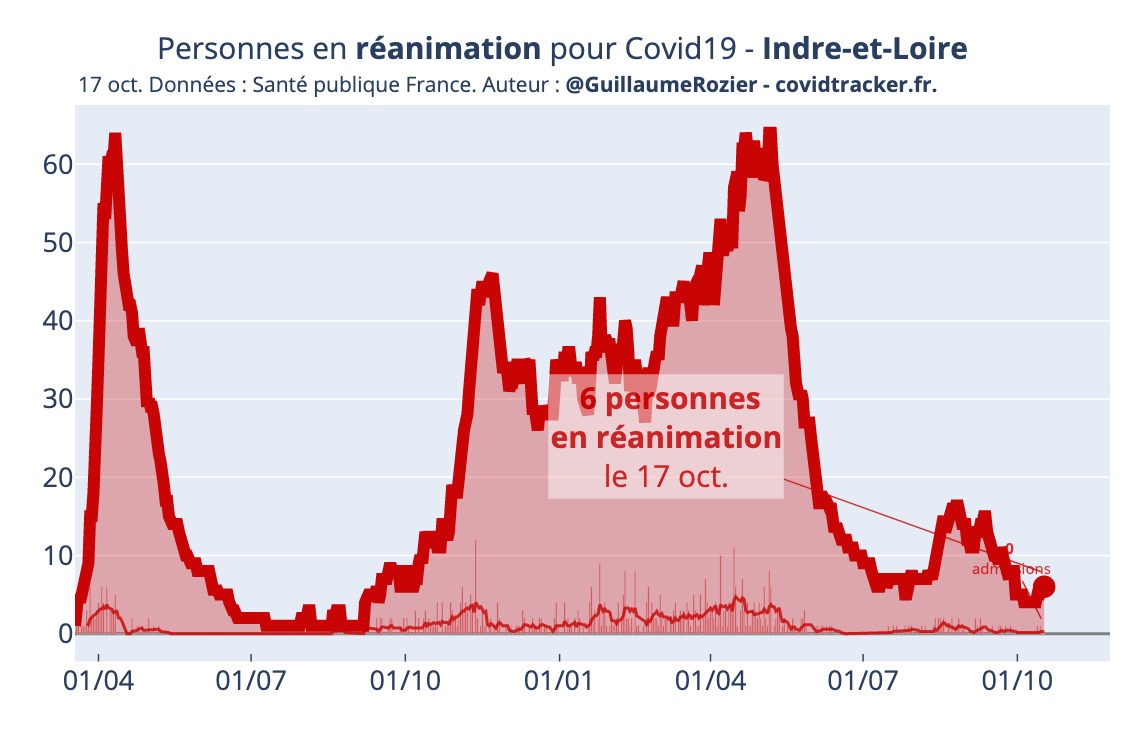 Personnes en réanimation pour Covid19 - Indre-et-Loire
17 oct. Données : Santé publique France. Auteur : @GuillaumeRozier - covidtracker.fr.
60
50
40
30
20
10
0
6 personnes
en réanimation
le 17 oct.
0
admissions
01/04
01/07
01/10
01/01
01/04
01/07
01/10